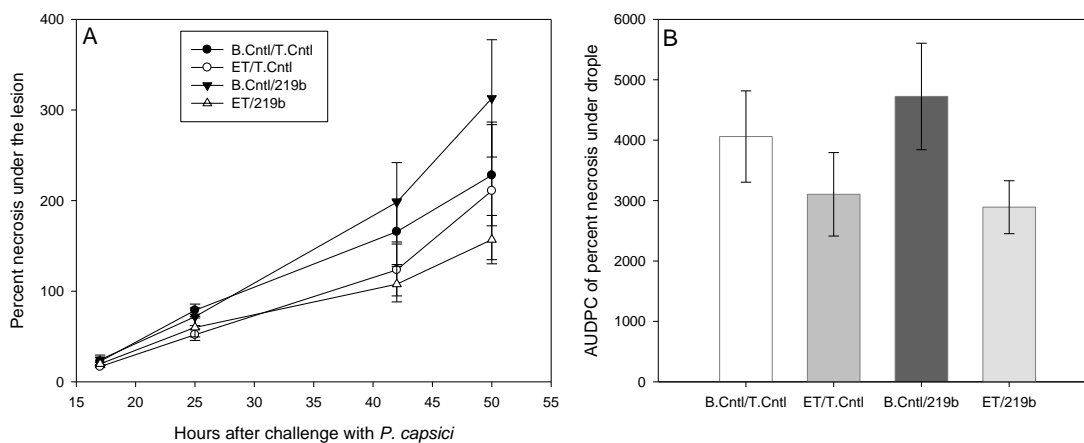 A
B.Cntl/T.Cntl
ET/T.Cntl
B.Cntl/219b
ET/219b
Percent necrosis under the lesion
400
300
200
100
0
15 20 25 30 35 40 45 50 55
Hours after challenge with P. capsici
B
AUDPC of percent necrosis under drople
6000
5000
4000
3000
2000
1000
0
B.Cntl/T.Cntl ET/T.Cntl B.Cntl/219b ET/219b